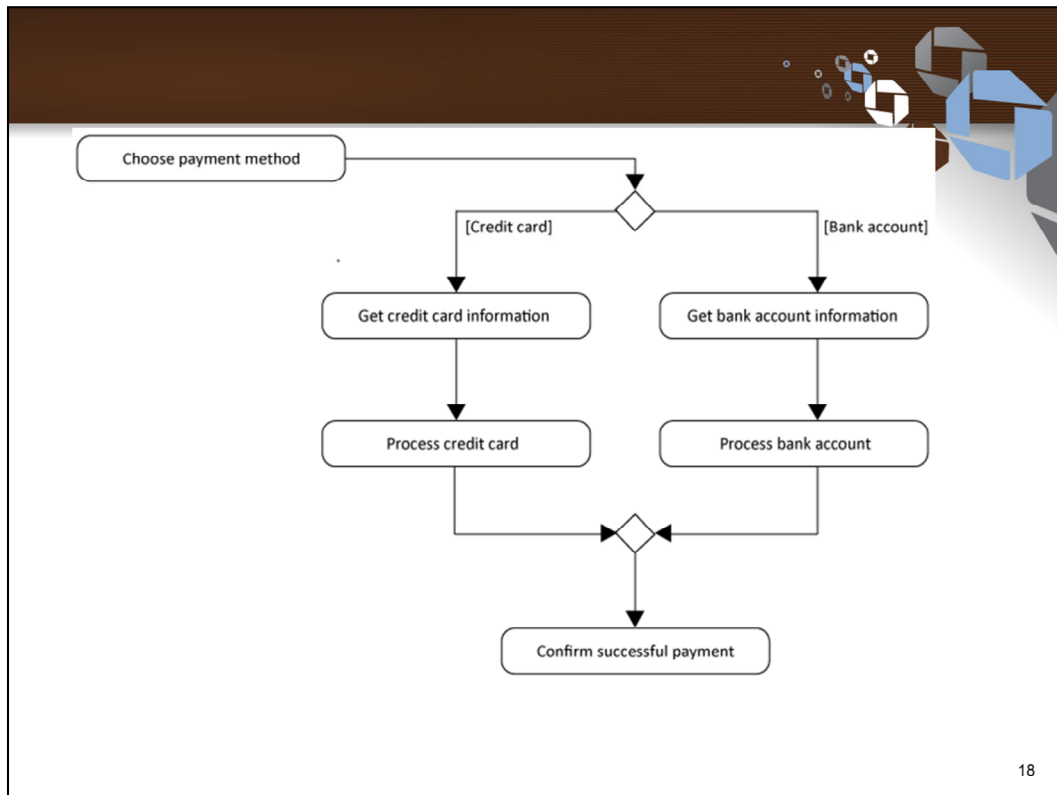 Choose payment method
[Credit card]
[Bank account]
Get credit card information
Get bank account information
Process credit card
Process bank account
Confirm successful payment
18